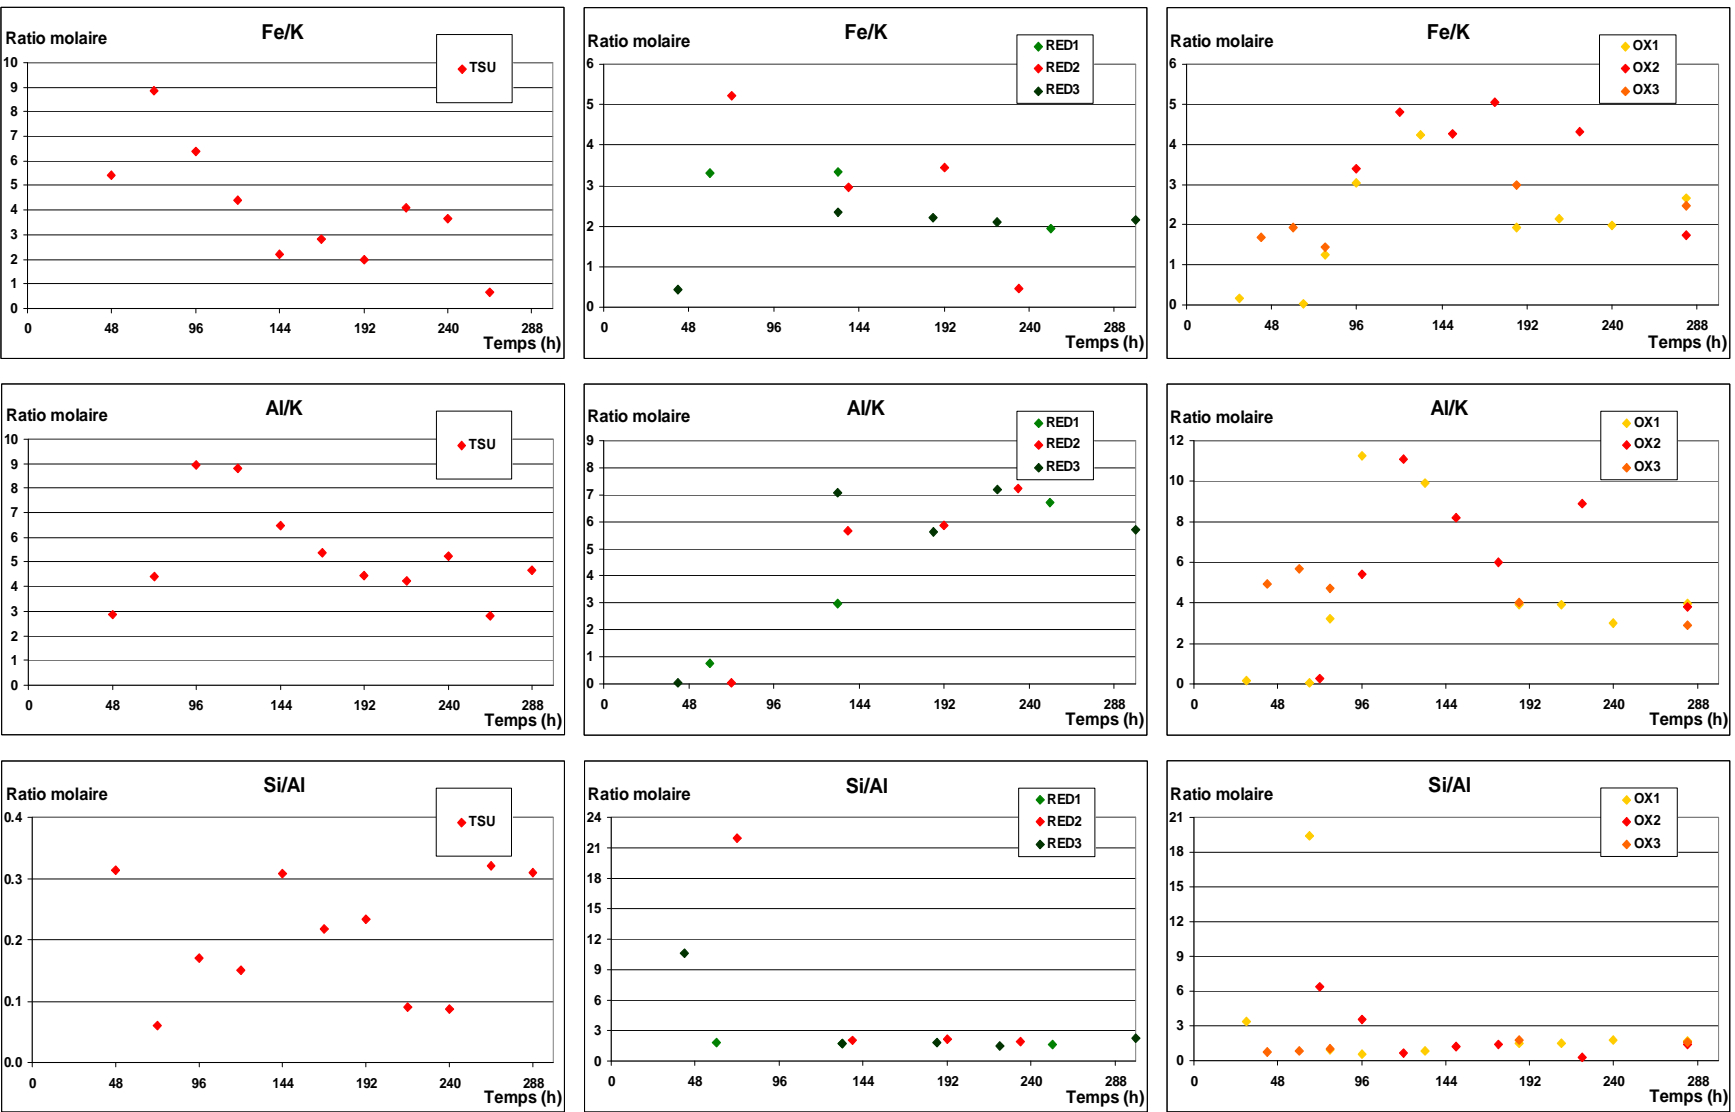 Fe/K
Ratio molaire
TSU
10
9
8
7
6
5
4
3
2
1
0
0 48 96 144 192 240 288
Temps (h)
Fe/K
Ratio molaire
RED1
RED2
RED3
6
5
4
3
2
1
0
0 48 96 144 192 240 288
Temps (h)
Fe/K
Ratio molaire
OX1
OX2
OX3
6
5
4
3
2
1
0
0 48 96 144 192 240 288
Temps (h)
Al/K
Ratio molaire
TSU
10
9
8
7
6
5
4
3
2
1
0
0 48 96 144 192 240 288
Temps (h)
Al/K
Ratio molaire
RED1
RED2
RED3
9
8
7
6
5
4
3
2
1
0
0 48 96 144 192 240 288
Temps (h)
Al/K
Ratio molaire
OX1
OX2
OX3
12
10
8
6
4
2
0
0 48 96 144 192 240 288
Temps (h)
Si/Al
Ratio molaire
TSU
0.4
0.3
0.2
0.1
0.0
0 48 96 144 192 240 288
Temps (h)
Si/Al
Ratio molaire
RED1
RED2
RED3
24
21
18
15
12
9
6
3
0
0 48 96 144 192 240 288
Temps (h)
Si/Al
Ratio molaire
OX1
OX2
OX3
21
18
15
12
9
6
3
0
0 48 96 144 192 240 288
Temps (h)